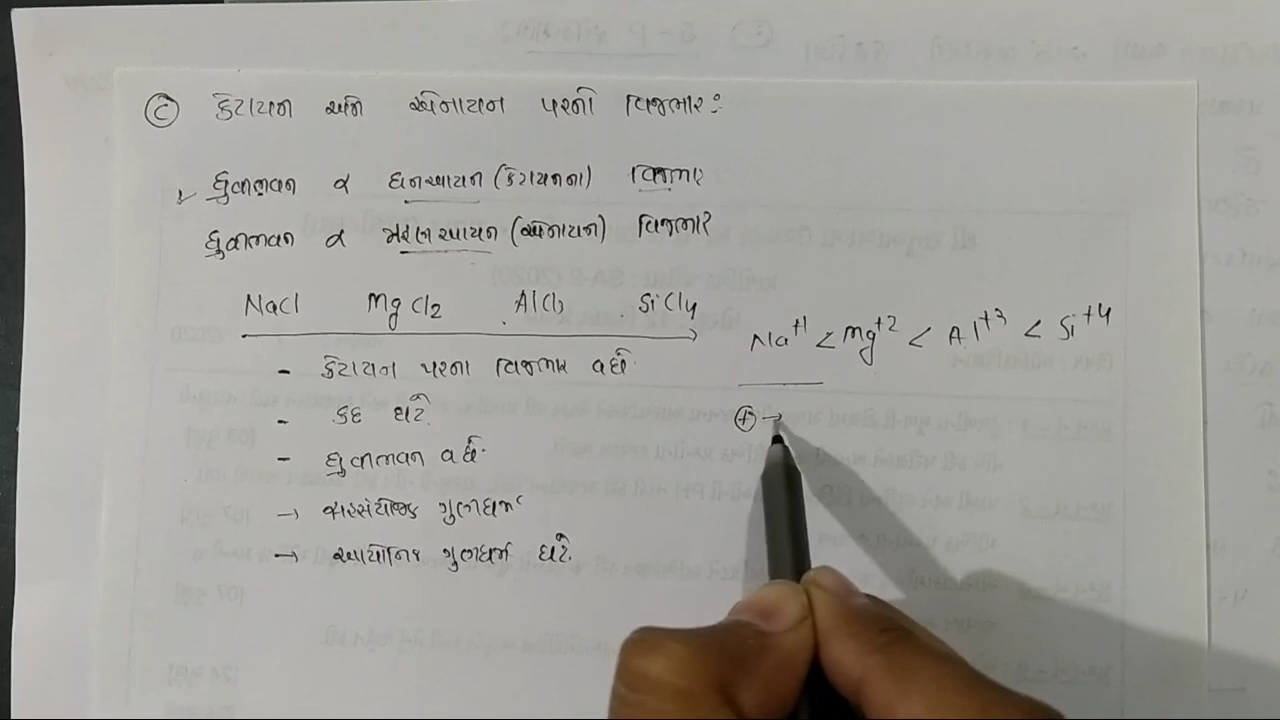 Ⓒ કેટાયન અને એનાયન પરનો વિજભાર :
ધ્રુવીભવન α ધનઆયન (કેટાયનના) વિજભાર
ધ્રુવીભવન α ઋણઆયન (એનાયન) વિજભાર
NaCl MgCl2 AlCl3 SiCl4
Na+1 < Mg+2 < Al+3 < Si+4
- કેટાયન પરના વિજભાર વધે.
- કદ ઘટે.
- ધ્રુવીભવન વધે.
→ સહસંયોજક ગુણધર્મ
→ આયોનિક ગુણધર્મ ઘટે.
⊕ →